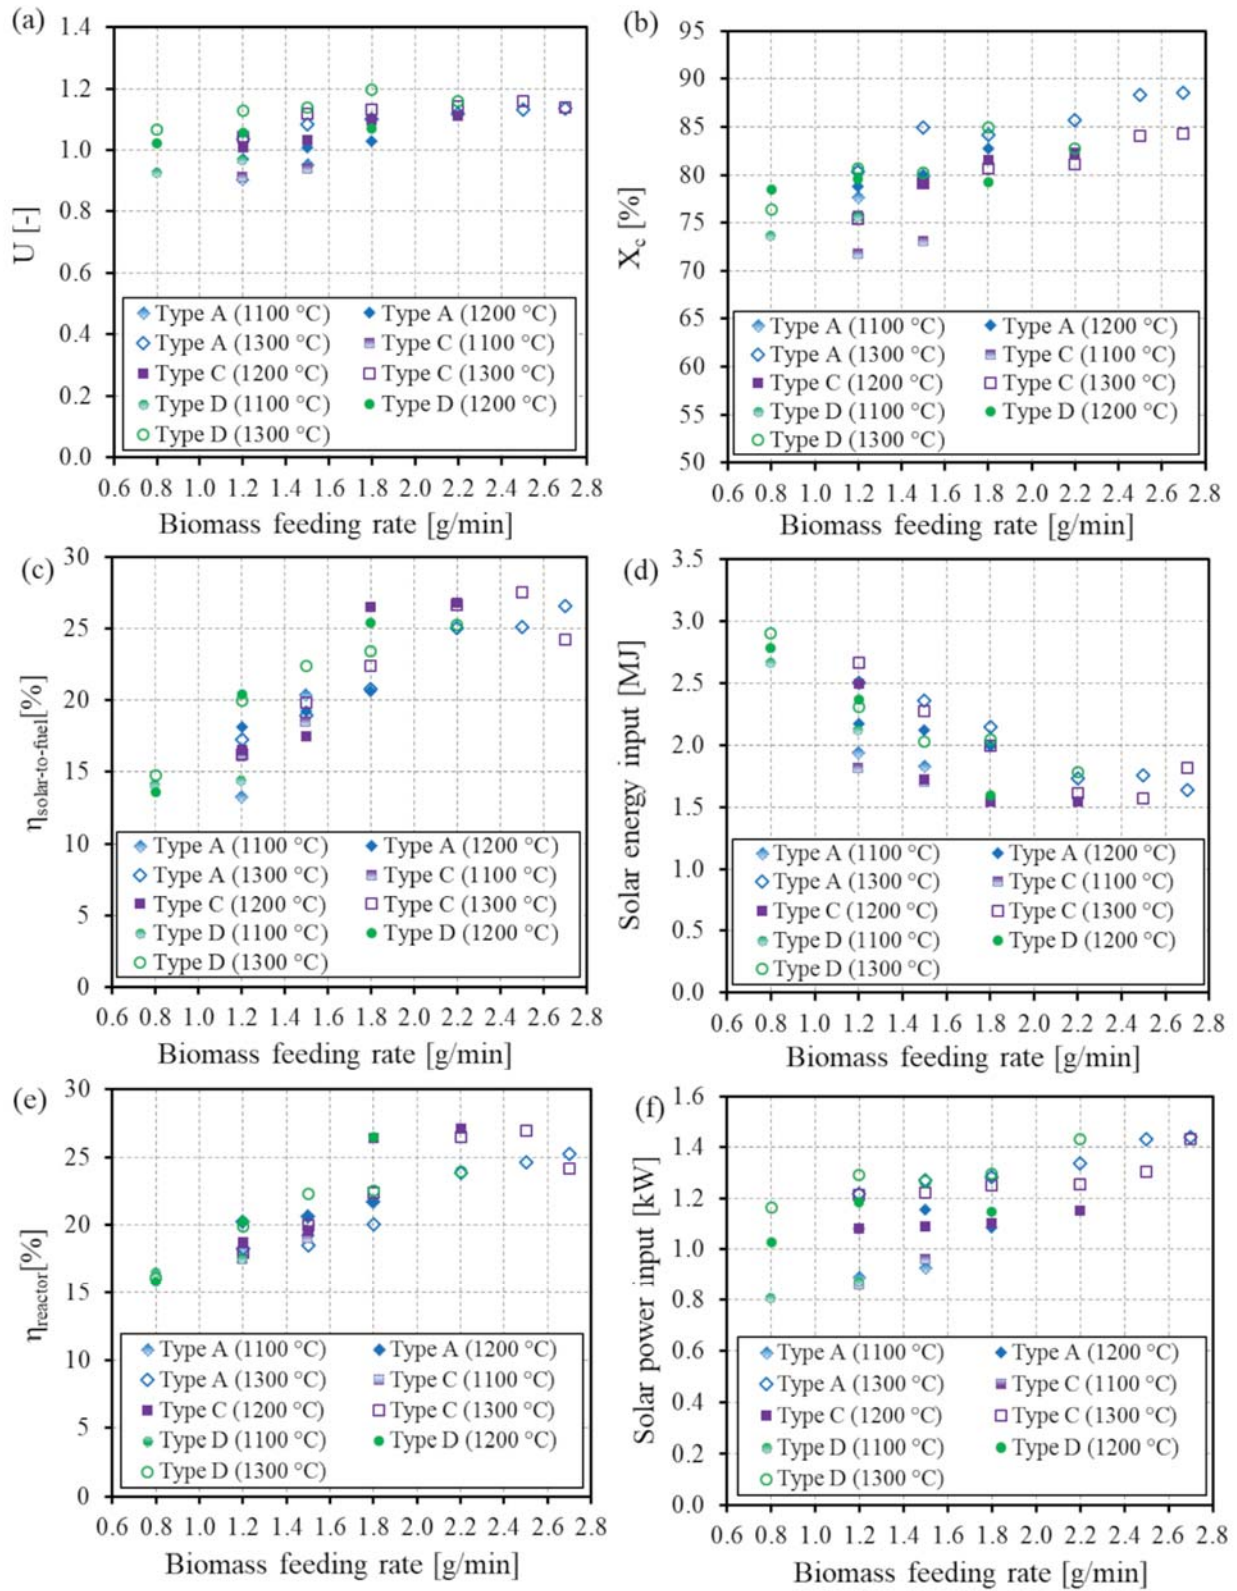 (a)
1.4
1.2
1.0
0.8
0.6
0.4
0.2
0.0
U [-]
Type A (1100 °C) Type A (1200 °C)
Type A (1300 °C) Type C (1100 °C)
Type C (1200 °C) Type C (1300 °C)
Type D (1100 °C) Type D (1200 °C)
Type D (1300 °C)
0.6 0.8 1.0 1.2 1.4 1.6 1.8 2.0 2.2 2.4 2.6 2.8
Biomass feeding rate [g/min]
(b)
95
90
85
80
75
70
65
60
55
50
Xc [%]
Type A (1100 °C) Type A (1200 °C)
Type A (1300 °C) Type C (1100 °C)
Type C (1200 °C) Type C (1300 °C)
Type D (1100 °C) Type D (1200 °C)
Type D (1300 °C)
0.6 0.8 1.0 1.2 1.4 1.6 1.8 2.0 2.2 2.4 2.6 2.8
Biomass feeding rate [g/min]
(c)
30
25
20
15
10
5
0
ηsolar-to-fuel[%]
Type A (1100 °C) Type A (1200 °C)
Type A (1300 °C) Type C (1100 °C)
Type C (1200 °C) Type C (1300 °C)
Type D (1100 °C) Type D (1200 °C)
Type D (1300 °C)
0.6 0.8 1.0 1.2 1.4 1.6 1.8 2.0 2.2 2.4 2.6 2.8
Biomass feeding rate [g/min]
(d)
3.5
3.0
2.5
2.0
1.5
1.0
0.5
0.0
Solar energy input [MJ]
Type A (1100 °C) Type A (1200 °C)
Type A (1300 °C) Type C (1100 °C)
Type C (1200 °C) Type C (1300 °C)
Type D (1100 °C) Type D (1200 °C)
Type D (1300 °C)
0.6 0.8 1.0 1.2 1.4 1.6 1.8 2.0 2.2 2.4 2.6 2.8
Biomass feeding rate [g/min]
(e)
30
25
20
15
10
5
0
ηreactor[%]
Type A (1100 °C) Type A (1200 °C)
Type A (1300 °C) Type C (1100 °C)
Type C (1200 °C) Type C (1300 °C)
Type D (1100 °C) Type D (1200 °C)
Type D (1300 °C)
0.6 0.8 1.0 1.2 1.4 1.6 1.8 2.0 2.2 2.4 2.6 2.8
Biomass feeding rate [g/min]
(f)
1.6
1.4
1.2
1.0
0.8
0.6
0.4
0.2
0.0
Solar power input [kW]
Type A (1100 °C) Type A (1200 °C)
Type A (1300 °C) Type C (1100 °C)
Type C (1200 °C) Type C (1300 °C)
Type D (1100 °C) Type D (1200 °C)
Type D (1300 °C)
0.6 0.8 1.0 1.2 1.4 1.6 1.8 2.0 2.2 2.4 2.6 2.8
Biomass feeding rate [g/min]